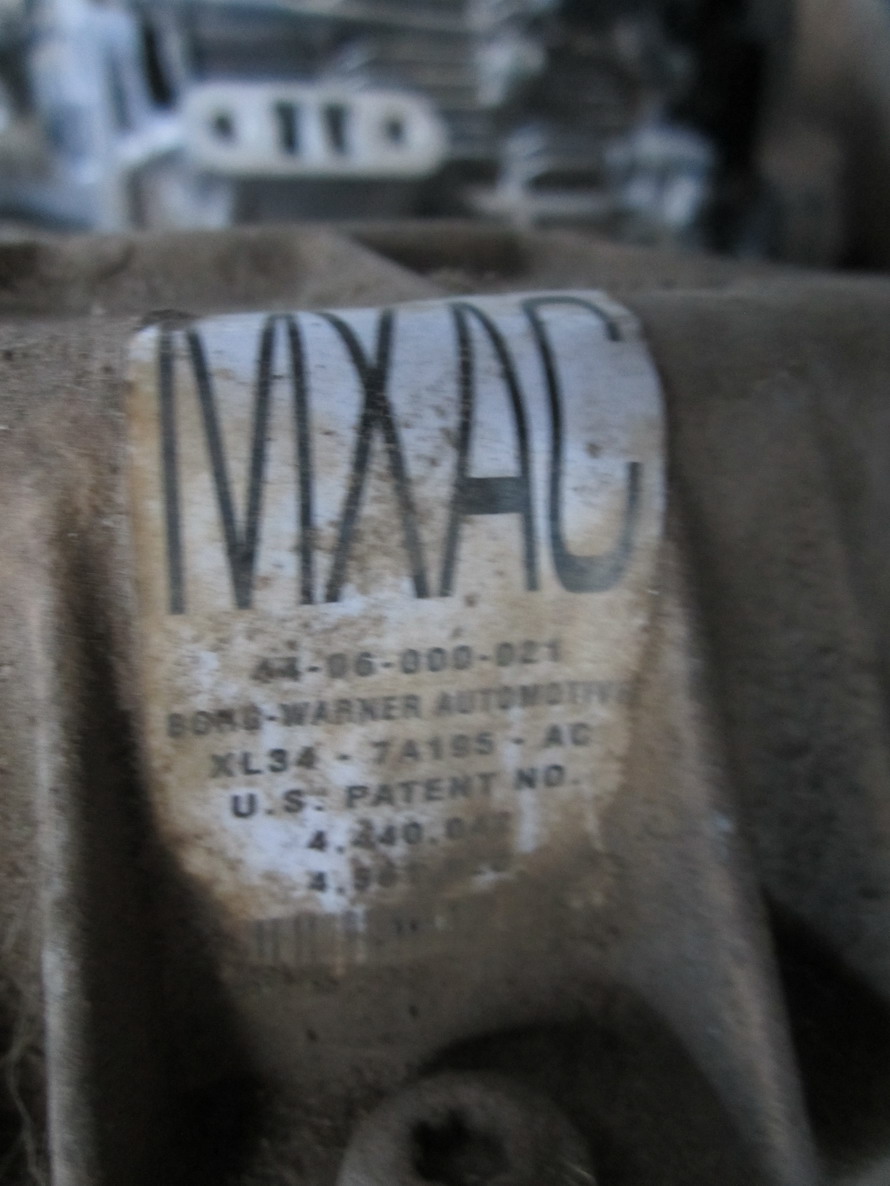 MXAC
44-06-000-021
BORG-WARNER AUTOMOTIVE
XL34 - 7A195 - AC
U.S. PATENT NO.